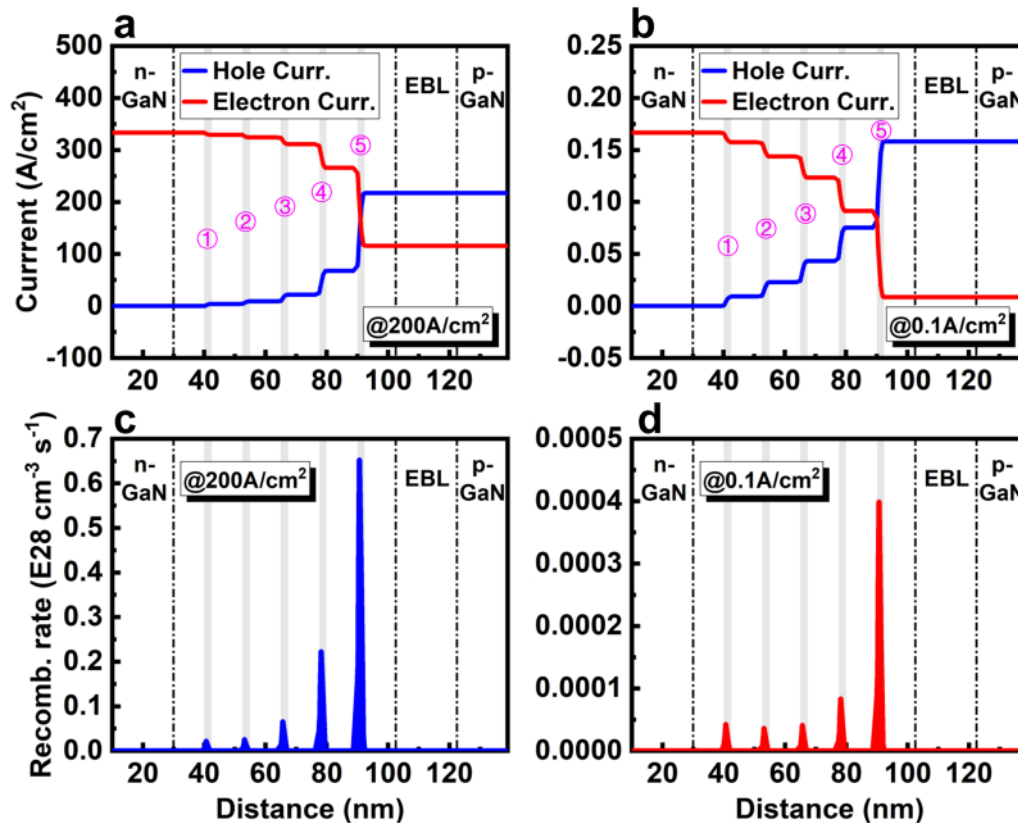 a
500
400
300
200
100
0
-100
Currrent (A/cm²)
n-
GaN
Hole Curr.
Electron Curr.
EBL
p-
GaN
①
②
③
④
⑤
@200A/cm²
20 40 60 80 100 120
b
0.25
0.20
0.15
0.10
0.05
0.00
-0.05
n-
GaN
Hole Curr.
Electron Curr.
EBL
p-
GaN
①
②
③
④
⑤
@0.1A/cm²
20 40 60 80 100 120
c
0.7
0.6
0.5
0.4
0.3
0.2
0.1
0.0
Recomb. rate (E28 cm⁻³ s⁻¹)
n-
GaN
@200A/cm²
EBL
p-
GaN
20 40 60 80 100 120
Distance (nm)
d
0.0005
0.0004
0.0003
0.0002
0.0001
0.0000
n-
GaN
@0.1A/cm²
EBL
p-
GaN
20 40 60 80 100 120
Distance (nm)